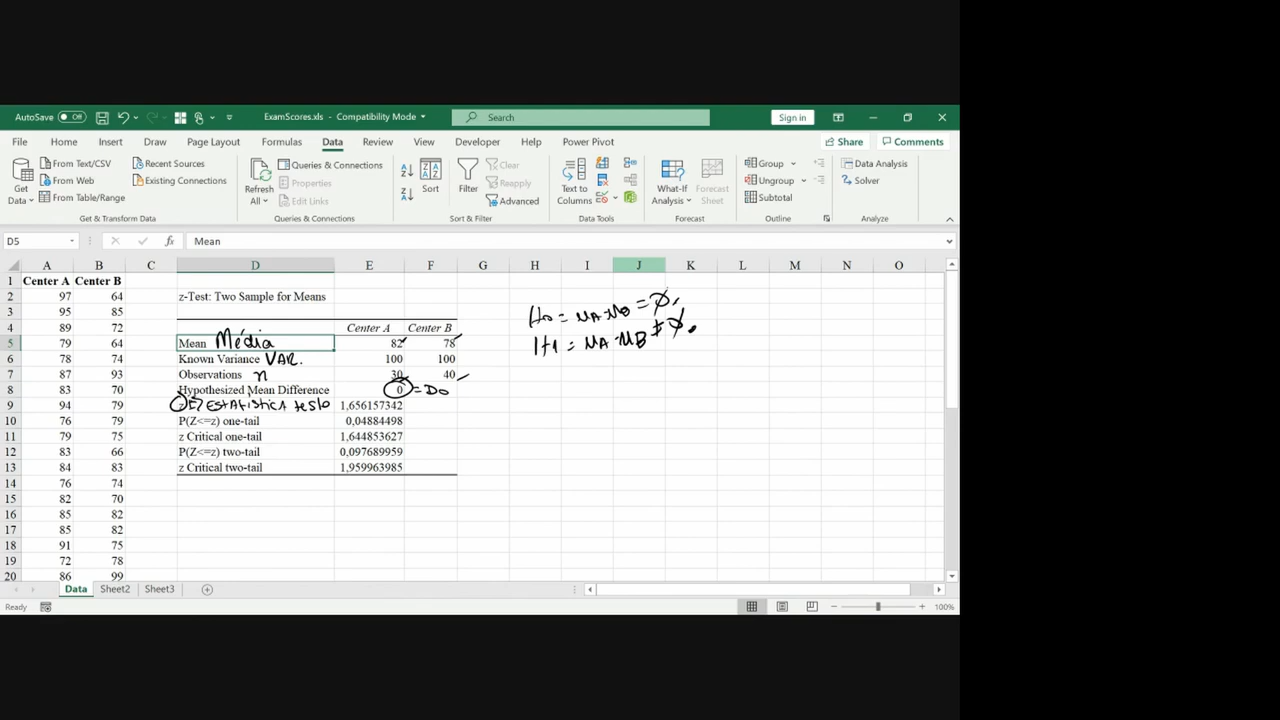 AutoSave Off ExamScores.xls - Compatibility Mode Search Sign in
File Home Insert Draw Page Layout Formulas Data Review View Developer Help Power Pivot Share Comments
Get Data
From Text/CSV
From Web
From Table/Range
Recent Sources
Existing Connections
Get & Transform Data
Refresh All
Queries & Connections
Properties
Edit Links
Queries & Connections
Sort
Filter
Clear
Reapply
Advanced
Sort & Filter
Text to Columns
Data Tools
What-If Analysis
Forecast Sheet
Forecast
Group
Ungroup
Subtotal
Outline
Data Analysis
Solver
Analyze
D5 fx Mean
A B C D E F G H I J K L M N O
1 Center A Center B
2 97 64 z-Test: Two Sample for Means
3 95 85
4 89 72 Center A Center B
5 79 64 Mean Média 82 78
6 78 74 Known Variance VAR. 100 100
7 87 93 Observations n 30 40
8 83 70 Hypothesized Mean Difference 0 = Do
9 94 79 z Estatística teste 1,656157342
10 76 79 P(Z<=z) one-tail 0,04884498
11 79 75 z Critical one-tail 1,644853627
12 83 66 P(Z<=z) two-tail 0,097689959
13 84 83 z Critical two-tail 1,959963985
14 76 74
15 82 70
16 85 82
17 85 82
18 91 75
19 72 78
20 86 99
H0 = μA-μB = Ø
H1 = μA-μB ≠ Ø.
Data Sheet2 Sheet3
Ready 100%